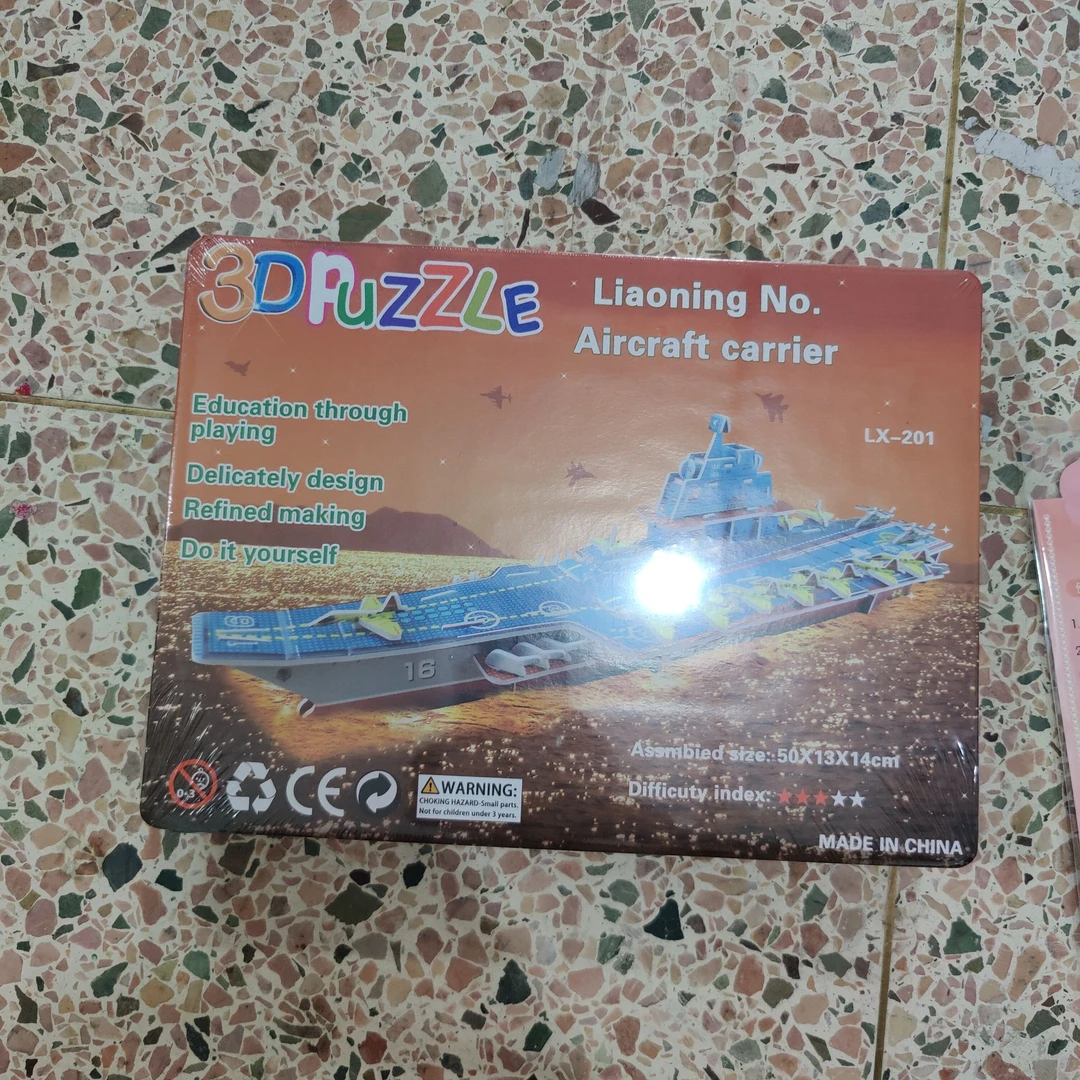 3D PUZZLE
Liaoning No.
Aircraft carrier
LX-201
Education through
playing
Delicately design
Refined making
Do it yourself
16
Assmbied size: 50X13X14cm
Difficuty index:
0-3
CE
WARNING:
CHOKING HAZARD-Small parts.
Not for children under 3 years.
MADE IN CHINA
1
2